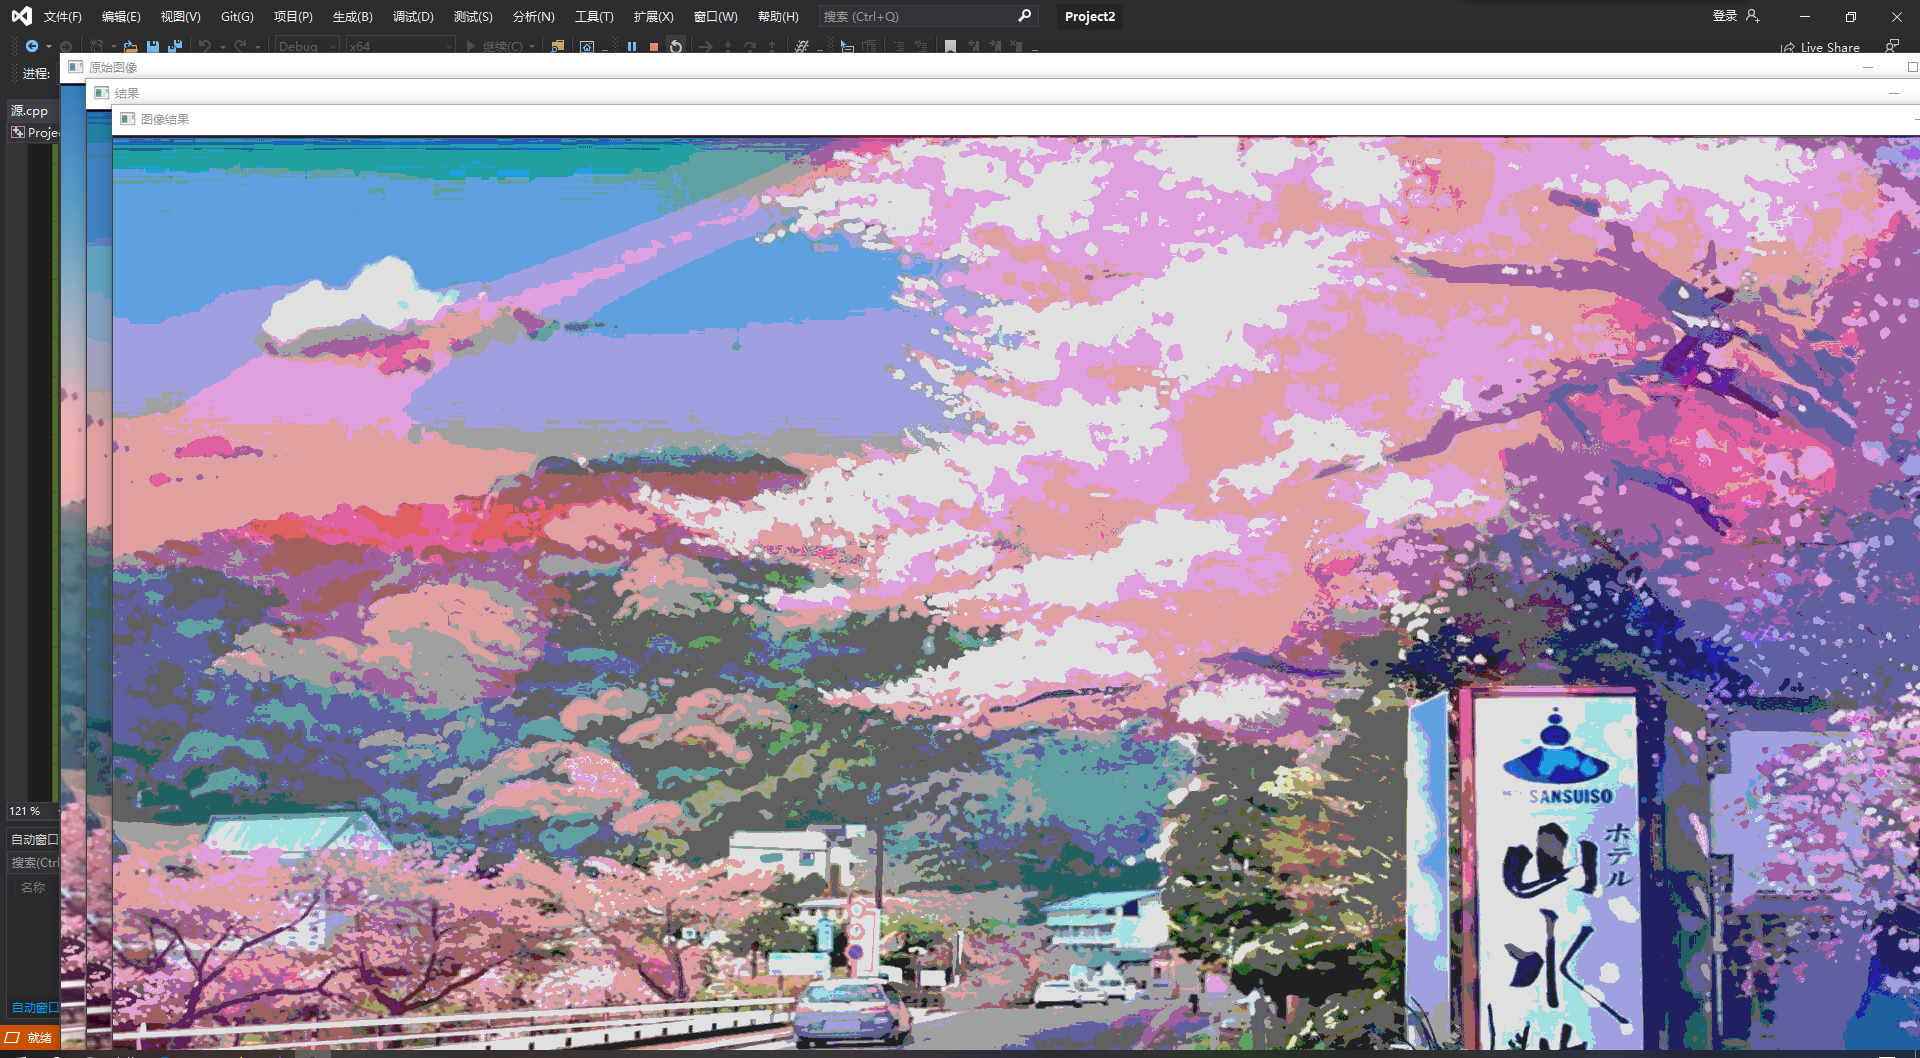 文件(F) 编辑(E) 视图(V) Git(G) 项目(P) 生成(B) 调试(D) 测试(S) 分析(N) 工具(T) 扩展(X) 窗口(W) 帮助(H) 搜索 (Ctrl+Q) Project2 登录
Debug x64 继续(C) Live Share
进程:
原始图像
结果
图像结果
源.cpp
Proje
121 %
自动窗口
搜索(Ctrl
名称
自动窗口
就绪
SANSUISO
ホテル
山水